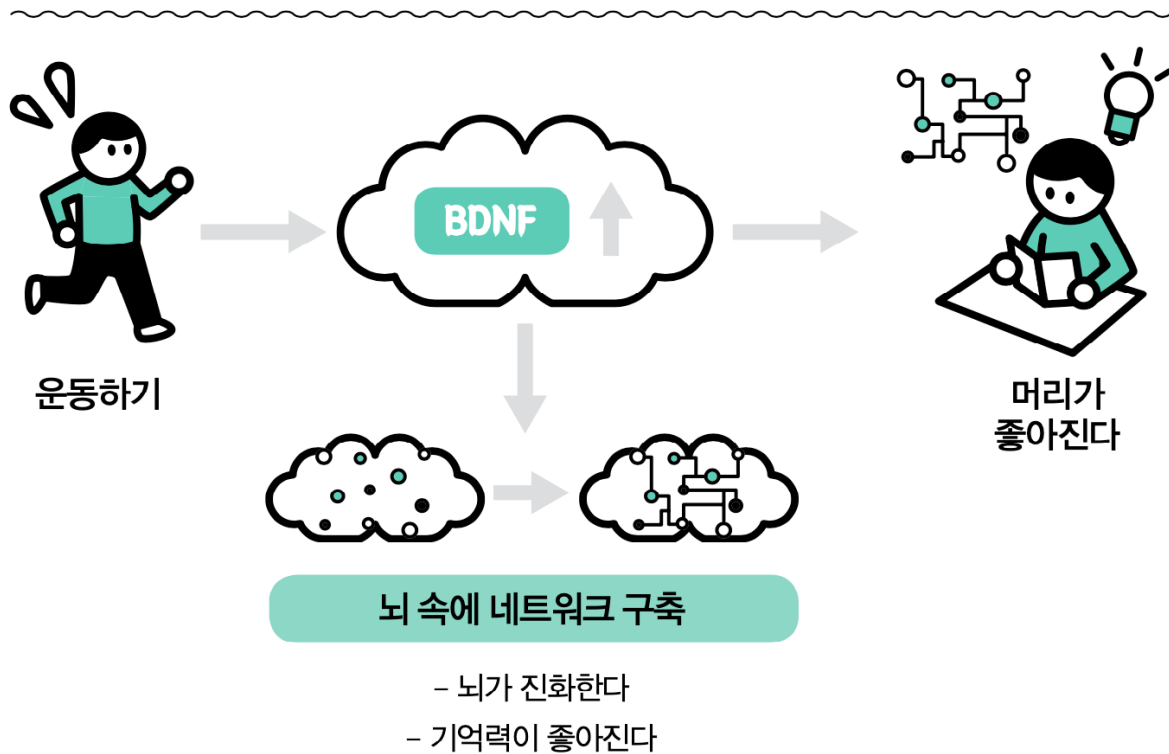 BDNF
운동하기
머리가
좋아진다
뇌 속에 네트워크 구축
– 뇌가 진화한다
– 기억력이 좋아진다